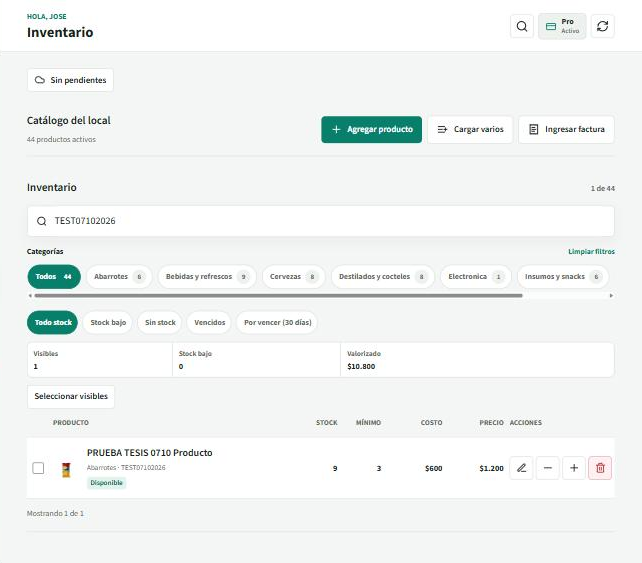 HOLA, JOSE
Inventario
Pro
Activo
Sin pendientes
Catálogo del local
44 productos activos
Agregar producto
Cargar varios
Ingresar factura
Inventario
1 de 44
TEST07102026
Categorías
Limpiar filtros
Todos 44
Abarrotes 6
Bebidas y refrescos 9
Cervezas 8
Destilados y cocteles 8
Electronica 1
Insumos y snacks 6
Todo stock
Stock bajo
Sin stock
Vencidos
Por vencer (30 días)
Visibles
1
Stock bajo
0
Valorizado
$10.800
Seleccionar visibles
PRODUCTO STOCK MÍNIMO COSTO PRECIO ACCIONES
PRUEBA TESIS 0710 Producto
Abarrotes · TEST07102026
Disponible
9 3 $600 $1.200
Mostrando 1 de 1